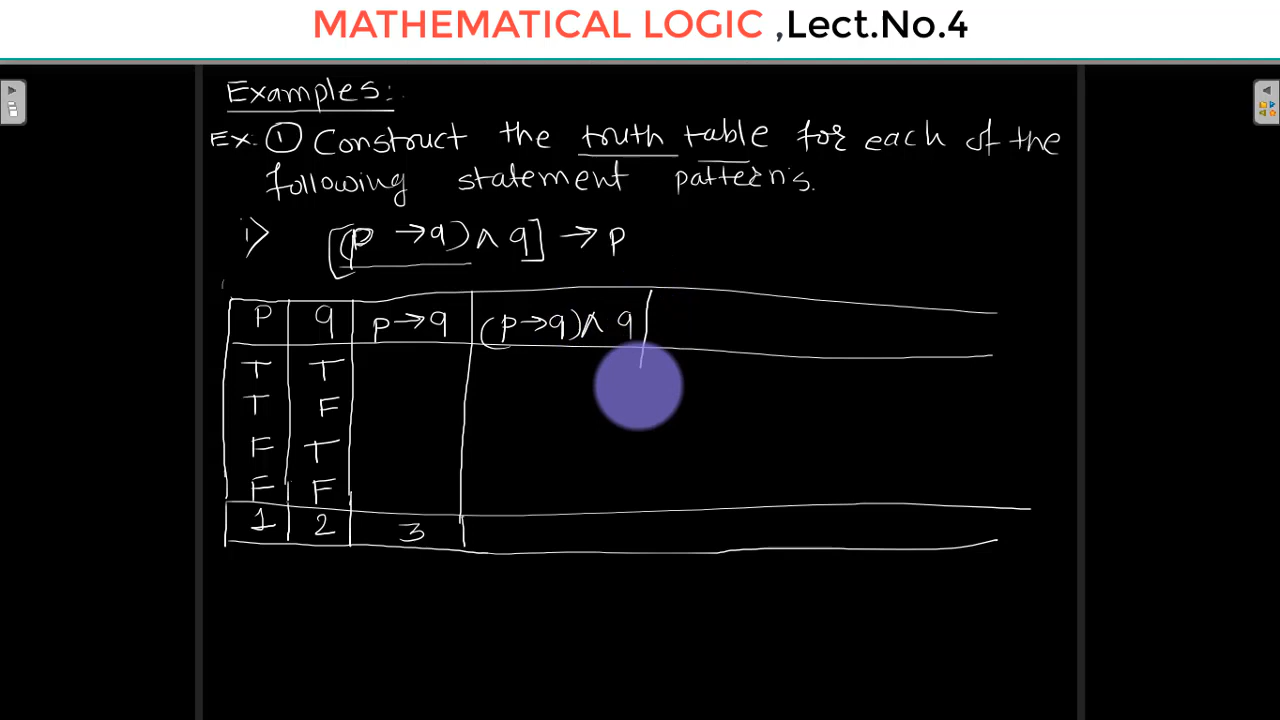 MATHEMATICAL LOGIC ,Lect.No.4
Examples:
Ex. ① Construct the truth table for each of the
following statement patterns.
i) [(p → q) ∧ q] → p
P q p→q (p→q)∧ q
T T
T F
F T
F F
1 2 3